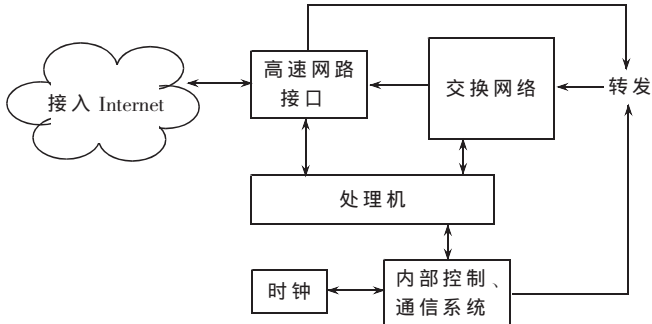 接入 Internet
高速网路
接口
交换网络
转发
处理机
时钟
内部控制、
通信系统